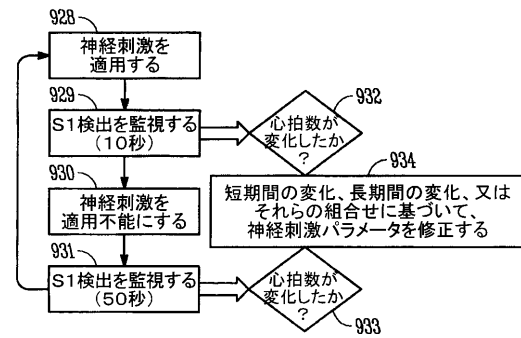 928
神経刺激を
適用する
929
S1検出を監視する
(10秒)
932
心拍数が
変化したか
?
930
神経刺激を
適用不能にする
934
短期間の変化、長期間の変化、又は
それらの組合せに基づいて、
神経刺激パラメータを修正する
931
S1検出を監視する
(50秒)
心拍数が
変化したか
?
933